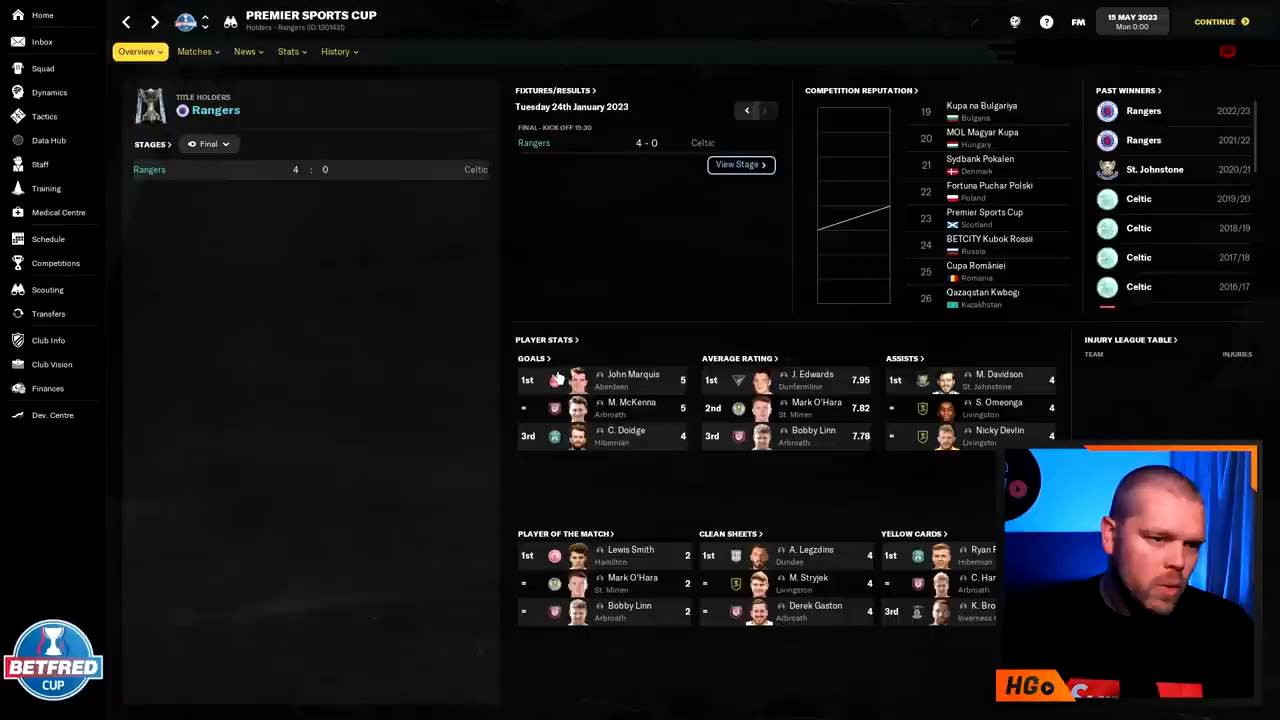 Home
Inbox
Squad
Dynamics
Tactics
Data Hub
Staff
Training
Medical Centre
Schedule
Competitions
Scouting
Transfers
Club Info
Club Vision
Finances
Dev. Centre
BETFRED
CUP
PREMIER SPORTS CUP
Holders - Rangers (ID:1301431)
FM
15 MAY 2023
Mon 0:00
CONTINUE
Overview
Matches
News
Stats
History
TITLE HOLDERS
Rangers
STAGES
Final
Rangers 4 : 0 Celtic
FIXTURES/RESULTS
Tuesday 24th January 2023
FINAL - KICK OFF 19:30
Rangers 4 - 0 Celtic
View Stage
COMPETITION REPUTATION
19 Kupa na Bulgariya
Bulgaria
20 MOL Magyar Kupa
Hungary
21 Sydbank Pokalen
Denmark
22 Fortuna Puchar Polski
Poland
23 Premier Sports Cup
Scotland
24 BETCITY Kubok Rossii
Russia
25 Cupa României
Romania
26 Qazaqstan Kwbogı
Kazakhstan
PAST WINNERS
Rangers 2022/23
Rangers 2021/22
St. Johnstone 2020/21
Celtic 2019/20
Celtic 2018/19
Celtic 2017/18
Celtic 2016/17
PLAYER STATS
GOALS
1st John Marquis 5
Aberdeen
= M. McKenna 5
Arbroath
3rd C. Doidge 4
Hibernian
AVERAGE RATING
1st J. Edwards 7.95
Dunfermline
2nd Mark O'Hara 7.82
St. Mirren
3rd Bobby Linn 7.78
Arbroath
ASSISTS
1st M. Davidson 4
St. Johnstone
= S. Omeonga 4
Livingston
= Nicky Devlin 4
Livingston
INJURY LEAGUE TABLE
TEAM INJURIES
PLAYER OF THE MATCH
1st Lewis Smith 2
Hamilton
= Mark O'Hara 2
St. Mirren
= Bobby Linn 2
Arbroath
CLEAN SHEETS
1st A. Legzdins 4
Dundee
= M. Stryjek 4
Livingston
= Derek Gaston 4
Arbroath
YELLOW CARDS
1st Ryan
Hibernian
= C. Har
Arbroath
3rd K. Bro
Inverness
HGo